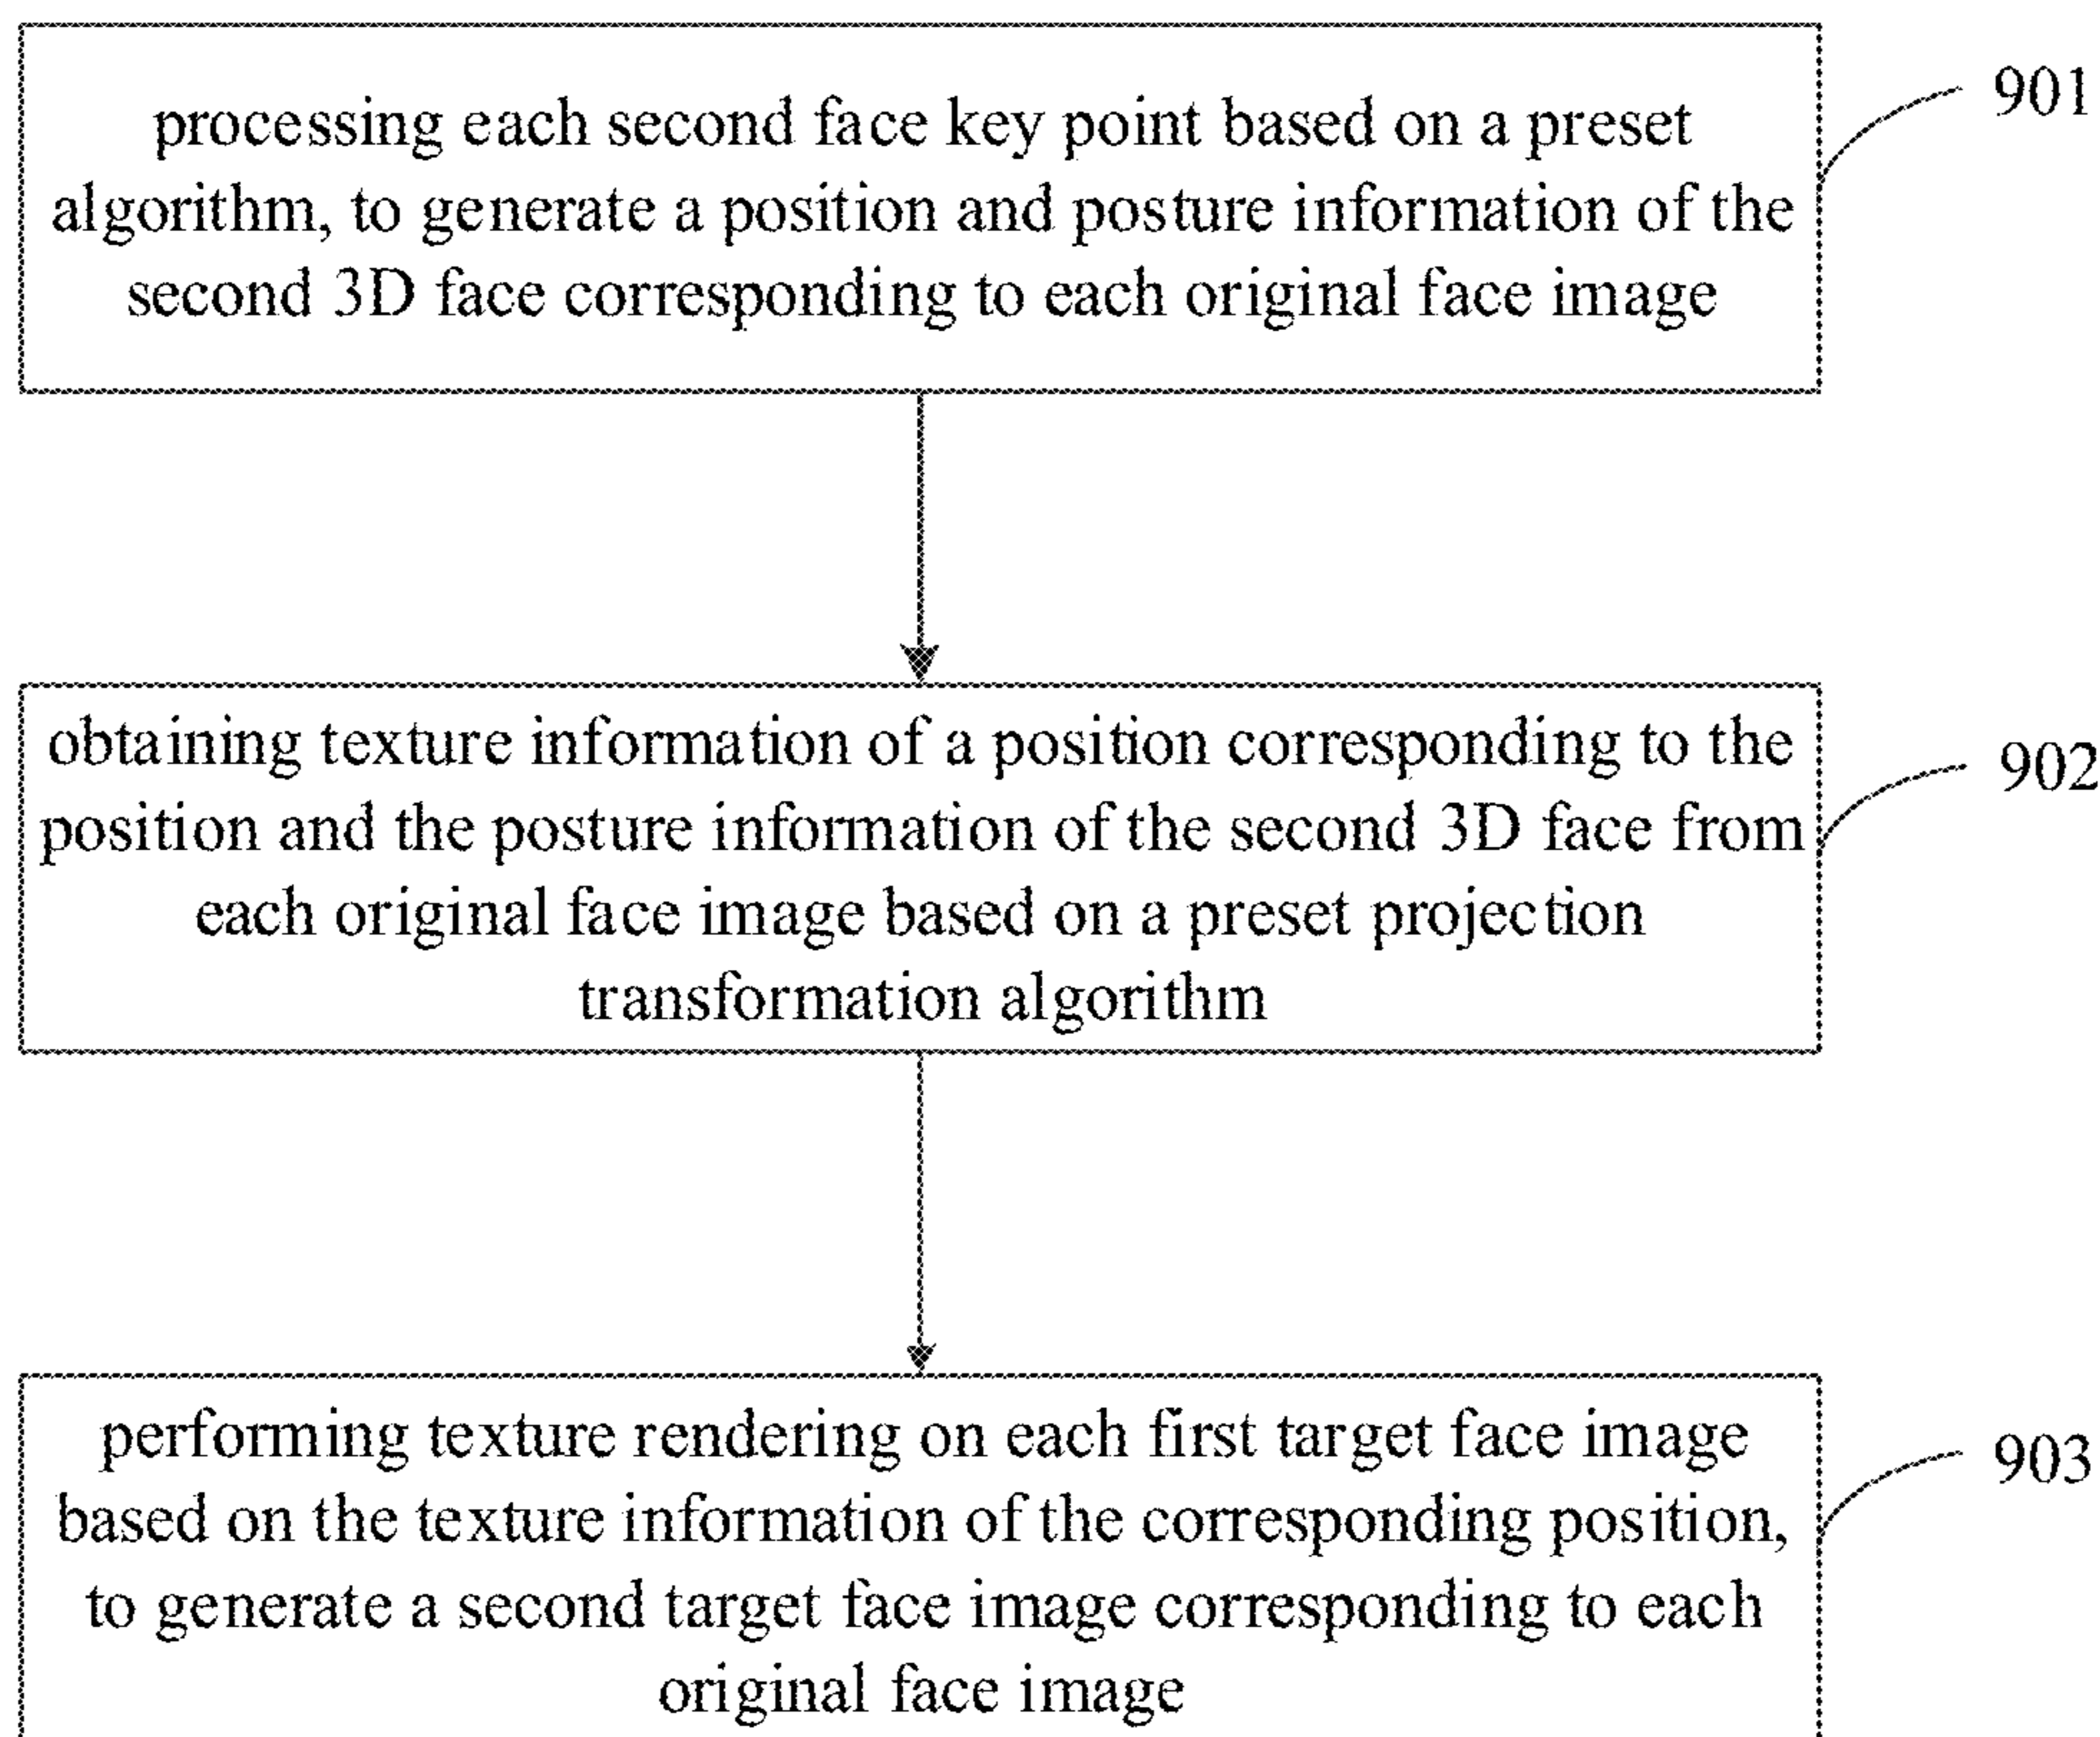 processing each second face key point based on a preset
algorithm, to generate a position and posture information of the
second 3D face corresponding to each original face image
901
obtaining texture information of a position corresponding to the
position and the posture information of the second 3D face from
each original face image based on a preset projection
transformation algorithm
902
performing texture rendering on each first target face image
based on the texture information of the corresponding position,
to generate a second target face image corresponding to each
original face image
903